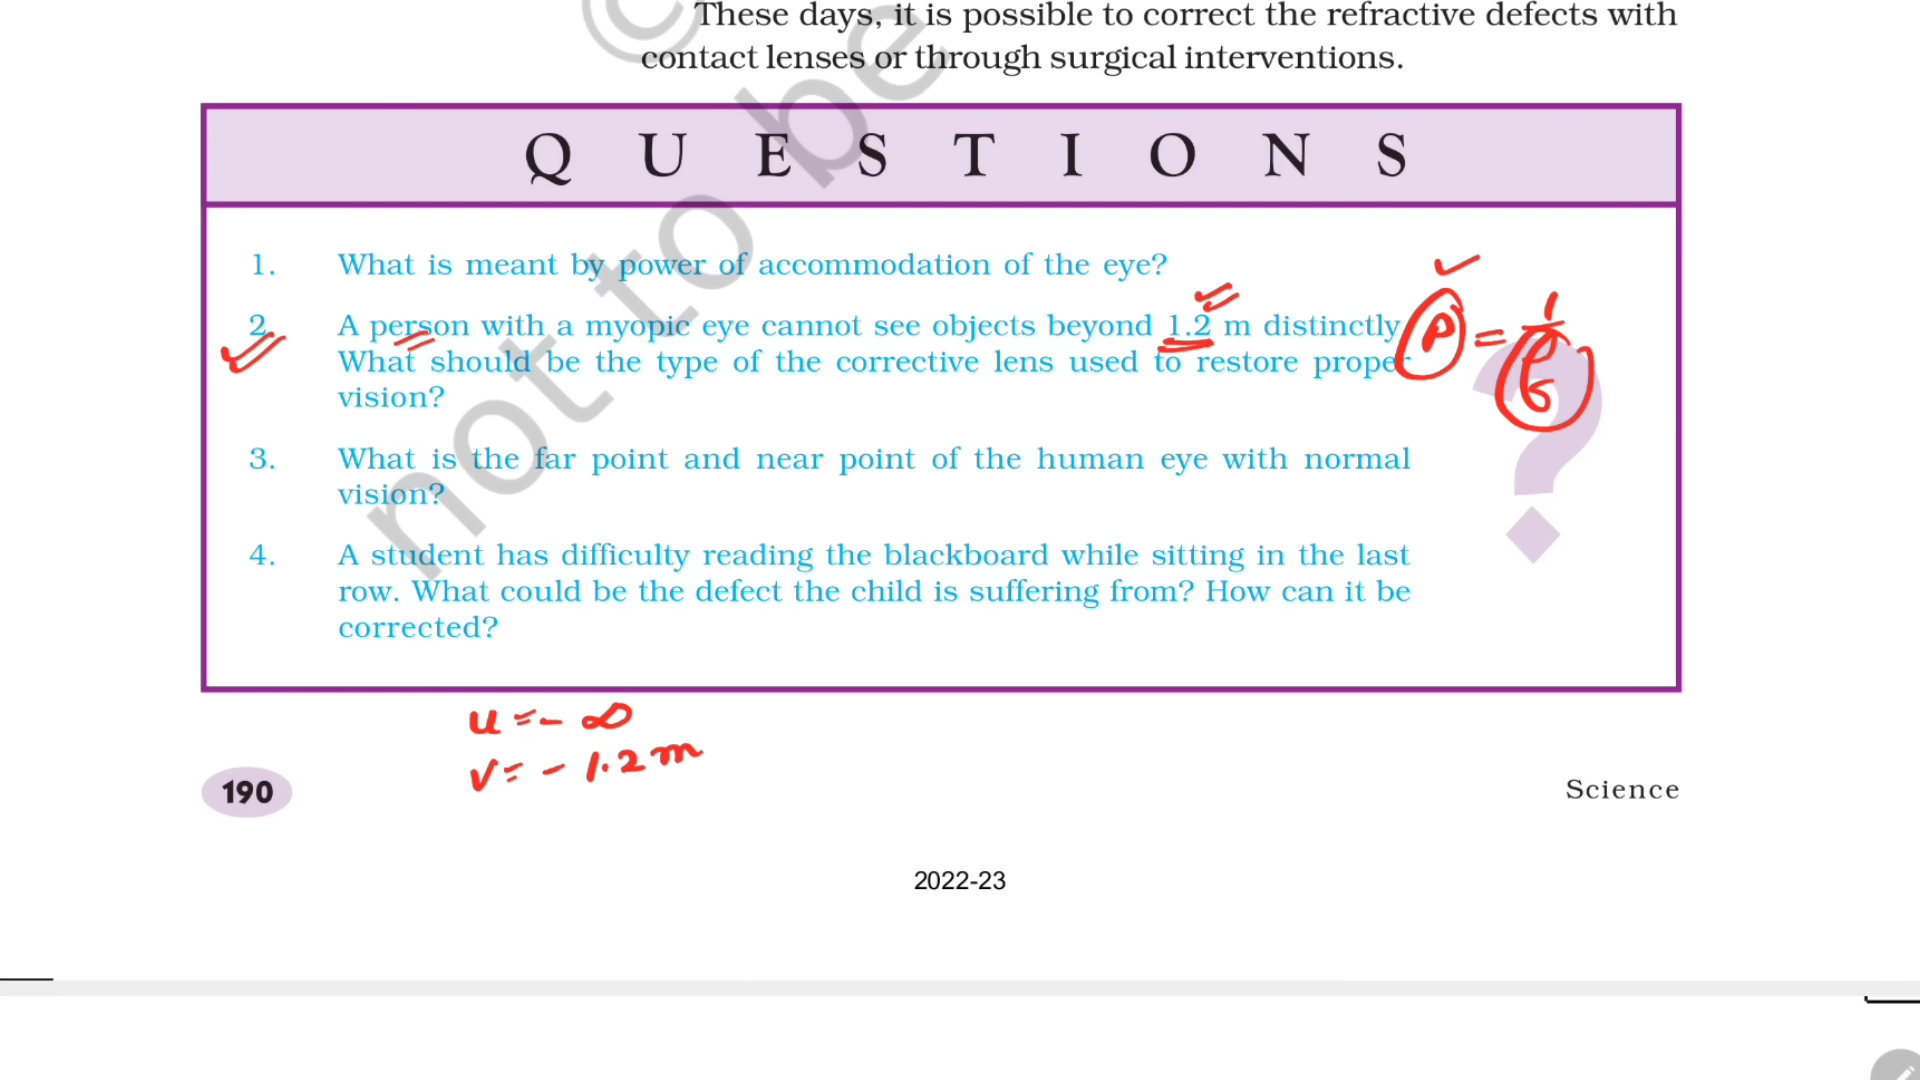 These days, it is possible to correct the refractive defects with
contact lenses or through surgical interventions.
QUESTIONS
1. What is meant by power of accommodation of the eye?
2. A person with a myopic eye cannot see objects beyond 1.2 m distinctly
What should be the type of the corrective lens used to restore proper
vision?
P = 1/f
3. What is the far point and near point of the human eye with normal
vision?
4. A student has difficulty reading the blackboard while sitting in the last
row. What could be the defect the child is suffering from? How can it be
corrected?
?
u = - ∞
v = - 1.2 m
190
Science
2022-23
© not to be